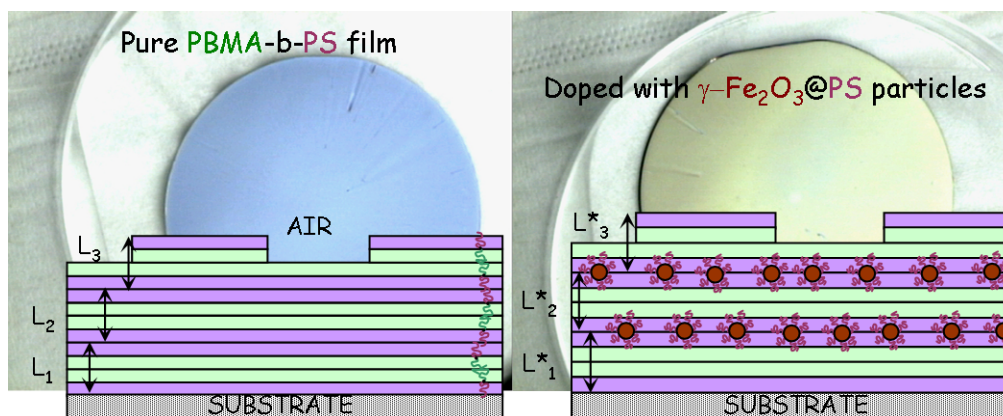 Pure PBMA-b-PS film
AIR
L₃
L₂
L₁
SUBSTRATE
Doped with γ-Fe₂O₃@PS particles
L*₃
L*₂
L*₁
SUBSTRATE